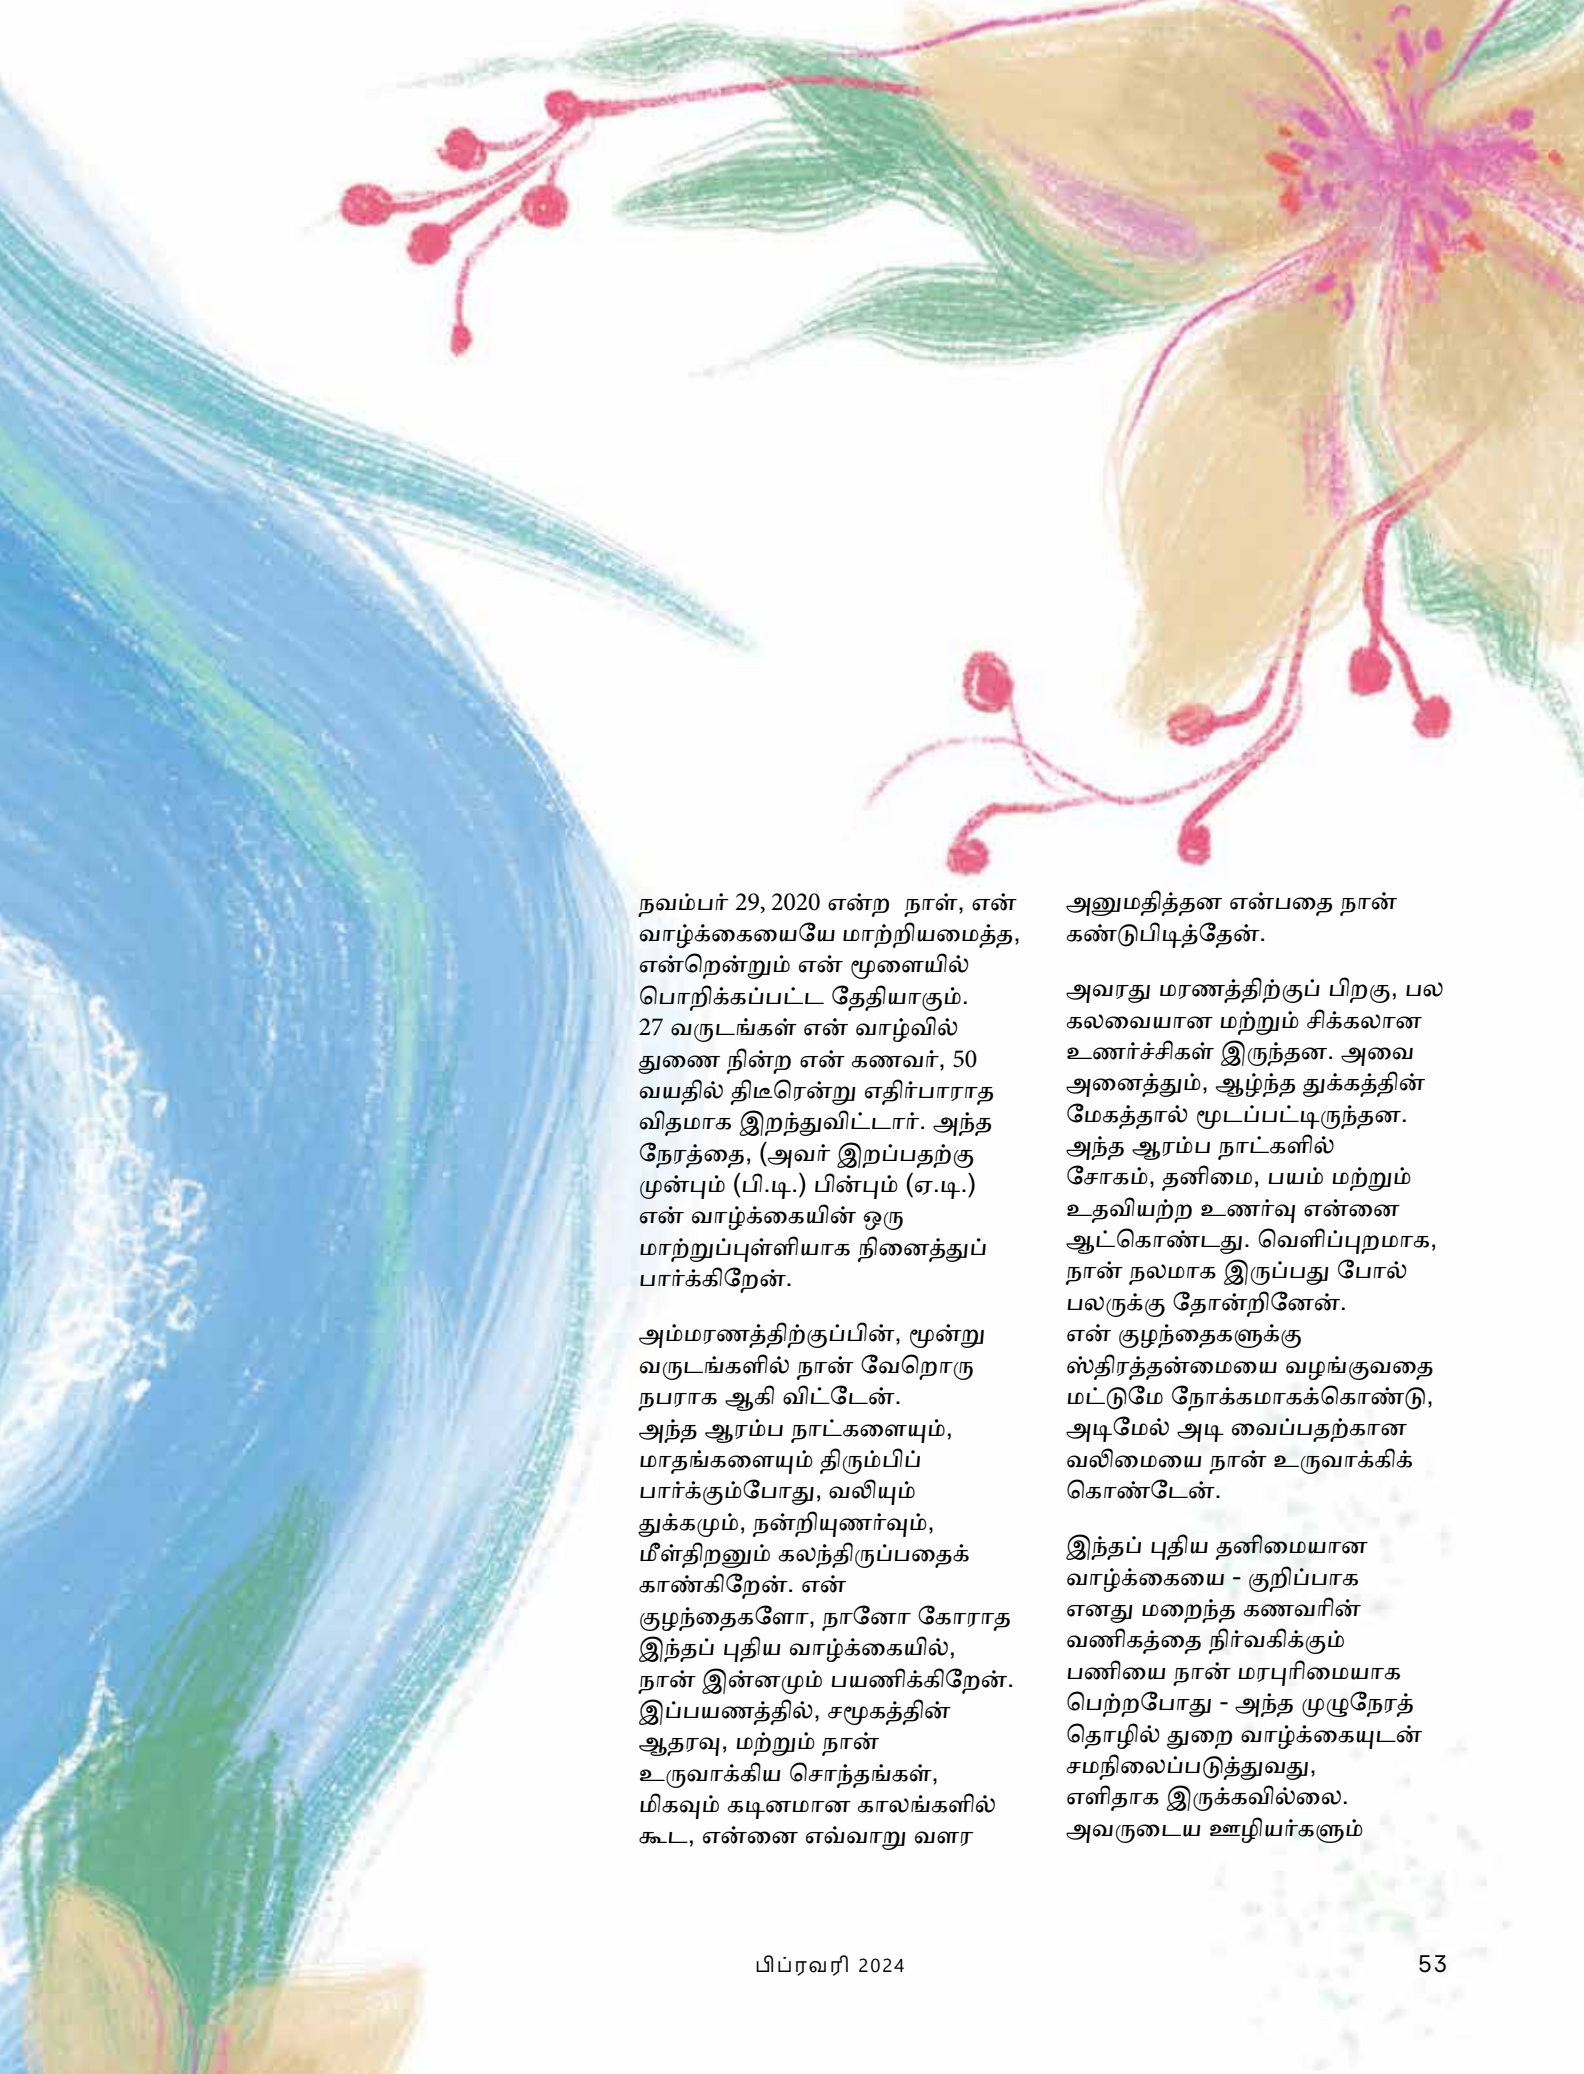 நவம்பர் 29, 2020 என்ற நாள், என்
வாழ்க்கையையே மாற்றியமைத்த,
என்றென்றும் என் மூளையில்
பொறிக்கப்பட்ட தேதியாகும்.
27 வருடங்கள் என் வாழ்வில்
துணை நின்ற என் கணவர், 50
வயதில் திடீரென்று எதிர்பாராத
விதமாக இறந்துவிட்டார். அந்த
நேரத்தை, (அவர் இறப்பதற்கு
முன்பும் (பி.டி.) பின்பும் (ஏ.டி.)
என் வாழ்க்கையின் ஒரு
மாற்றுப்புள்ளியாக நினைத்துப்
பார்க்கிறேன்.

அம்மரணத்திற்குப்பின், மூன்று
வருடங்களில் நான் வேறொரு
நபராக ஆகி விட்டேன்.
அந்த ஆரம்ப நாட்களையும்,
மாதங்களையும் திரும்பிப்
பார்க்கும்போது, வலியும்
துக்கமும், நன்றியுணர்வும்,
மீள்திறனும் கலந்திருப்பதைக்
காண்கிறேன். என்
குழந்தைகளோ, நானோ கோராத
இந்தப் புதிய வாழ்க்கையில்,
நான் இன்னமும் பயணிக்கிறேன்.
இப்பயணத்தில், சமூகத்தின்
ஆதரவு, மற்றும் நான்
உருவாக்கிய சொந்தங்கள்,
மிகவும் கடினமான காலங்களில்
கூட, என்னை எவ்வாறு வளர
அனுமதித்தன என்பதை நான்
கண்டுபிடித்தேன்.

அவரது மரணத்திற்குப் பிறகு, பல
கலவையான மற்றும் சிக்கலான
உணர்ச்சிகள் இருந்தன. அவை
அனைத்தும், ஆழ்ந்த துக்கத்தின்
மேகத்தால் மூடப்பட்டிருந்தன.
அந்த ஆரம்ப நாட்களில்
சோகம், தனிமை, பயம் மற்றும்
உதவியற்ற உணர்வு என்னை
ஆட்கொண்டது. வெளிப்புறமாக,
நான் நலமாக இருப்பது போல்
பலருக்கு தோன்றினேன்.
என் குழந்தைகளுக்கு
ஸ்திரத்தன்மையை வழங்குவதை
மட்டுமே நோக்கமாகக்கொண்டு,
அடிமேல் அடி வைப்பதற்கான
வலிமையை நான் உருவாக்கிக்
கொண்டேன்.

இந்தப் புதிய தனிமையான
வாழ்க்கையை - குறிப்பாக
எனது மறைந்த கணவரின்
வணிகத்தை நிர்வகிக்கும்
பணியை நான் மரபுரிமையாக
பெற்றபோது - அந்த முழுநேரத்
தொழில் துறை வாழ்க்கையுடன்
சமநிலைப்படுத்துவது,
எளிதாக இருக்கவில்லை.
அவருடைய ஊழியர்களும்

பிப்ரவரி 2024
53